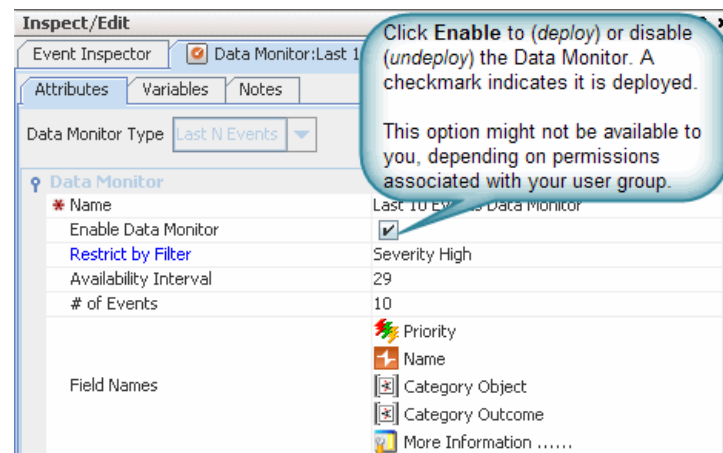 Inspect/Edit
Click Enable to (deploy) or disable
(undeploy) the Data Monitor. A
checkmark indicates it is deployed.
This option might not be available to
you, depending on permissions
associated with your user group.
Event Inspector
Data Monitor:Last 1
Attributes
Variables
Notes
Data Monitor Type
Last N Events
Data Monitor
* Name
Last 10 Events Data Monitor
Enable Data Monitor
Restrict by Filter
Severity High
Availability Interval
29
# of Events
10
Field Names
Priority
Name
Category Object
Category Outcome
More Information ......